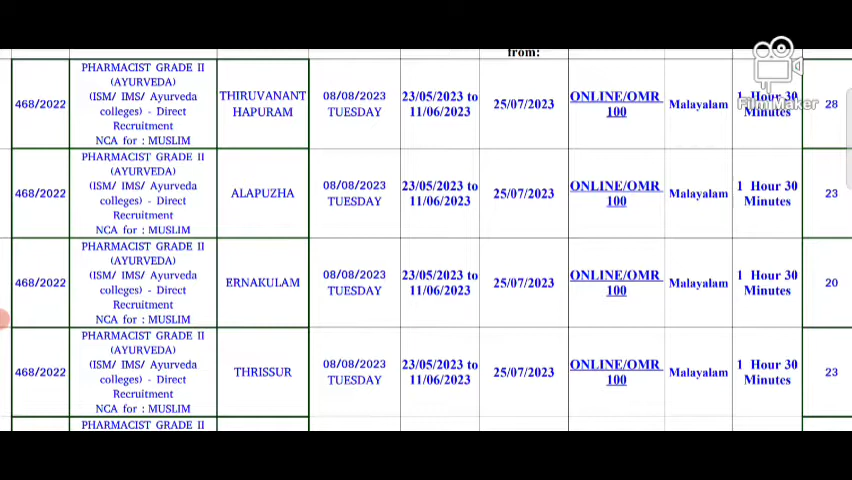 from:
468/2022
PHARMACIST GRADE II
(AYURVEDA)
(ISM/ IMS/ Ayurveda
colleges) - Direct
Recruitment
NCA for : MUSLIM
THIRUVANANT
HAPURAM
08/08/2023
TUESDAY
23/05/2023 to
11/06/2023
25/07/2023
ONLINE/OMR
100
Malayalam
1 Hour 30
Minutes
28
Film Maker
468/2022
PHARMACIST GRADE II
(AYURVEDA)
(ISM/ IMS/ Ayurveda
colleges) - Direct
Recruitment
NCA for : MUSLIM
ALAPUZHA
08/08/2023
TUESDAY
23/05/2023 to
11/06/2023
25/07/2023
ONLINE/OMR
100
Malayalam
1 Hour 30
Minutes
23
468/2022
PHARMACIST GRADE II
(AYURVEDA)
(ISM/ IMS/ Ayurveda
colleges) - Direct
Recruitment
NCA for : MUSLIM
ERNAKULAM
08/08/2023
TUESDAY
23/05/2023 to
11/06/2023
25/07/2023
ONLINE/OMR
100
Malayalam
1 Hour 30
Minutes
20
468/2022
PHARMACIST GRADE II
(AYURVEDA)
(ISM/ IMS/ Ayurveda
colleges) - Direct
Recruitment
NCA for : MUSLIM
THRISSUR
08/08/2023
TUESDAY
23/05/2023 to
11/06/2023
25/07/2023
ONLINE/OMR
100
Malayalam
1 Hour 30
Minutes
23
PHARMACIST GRADE II